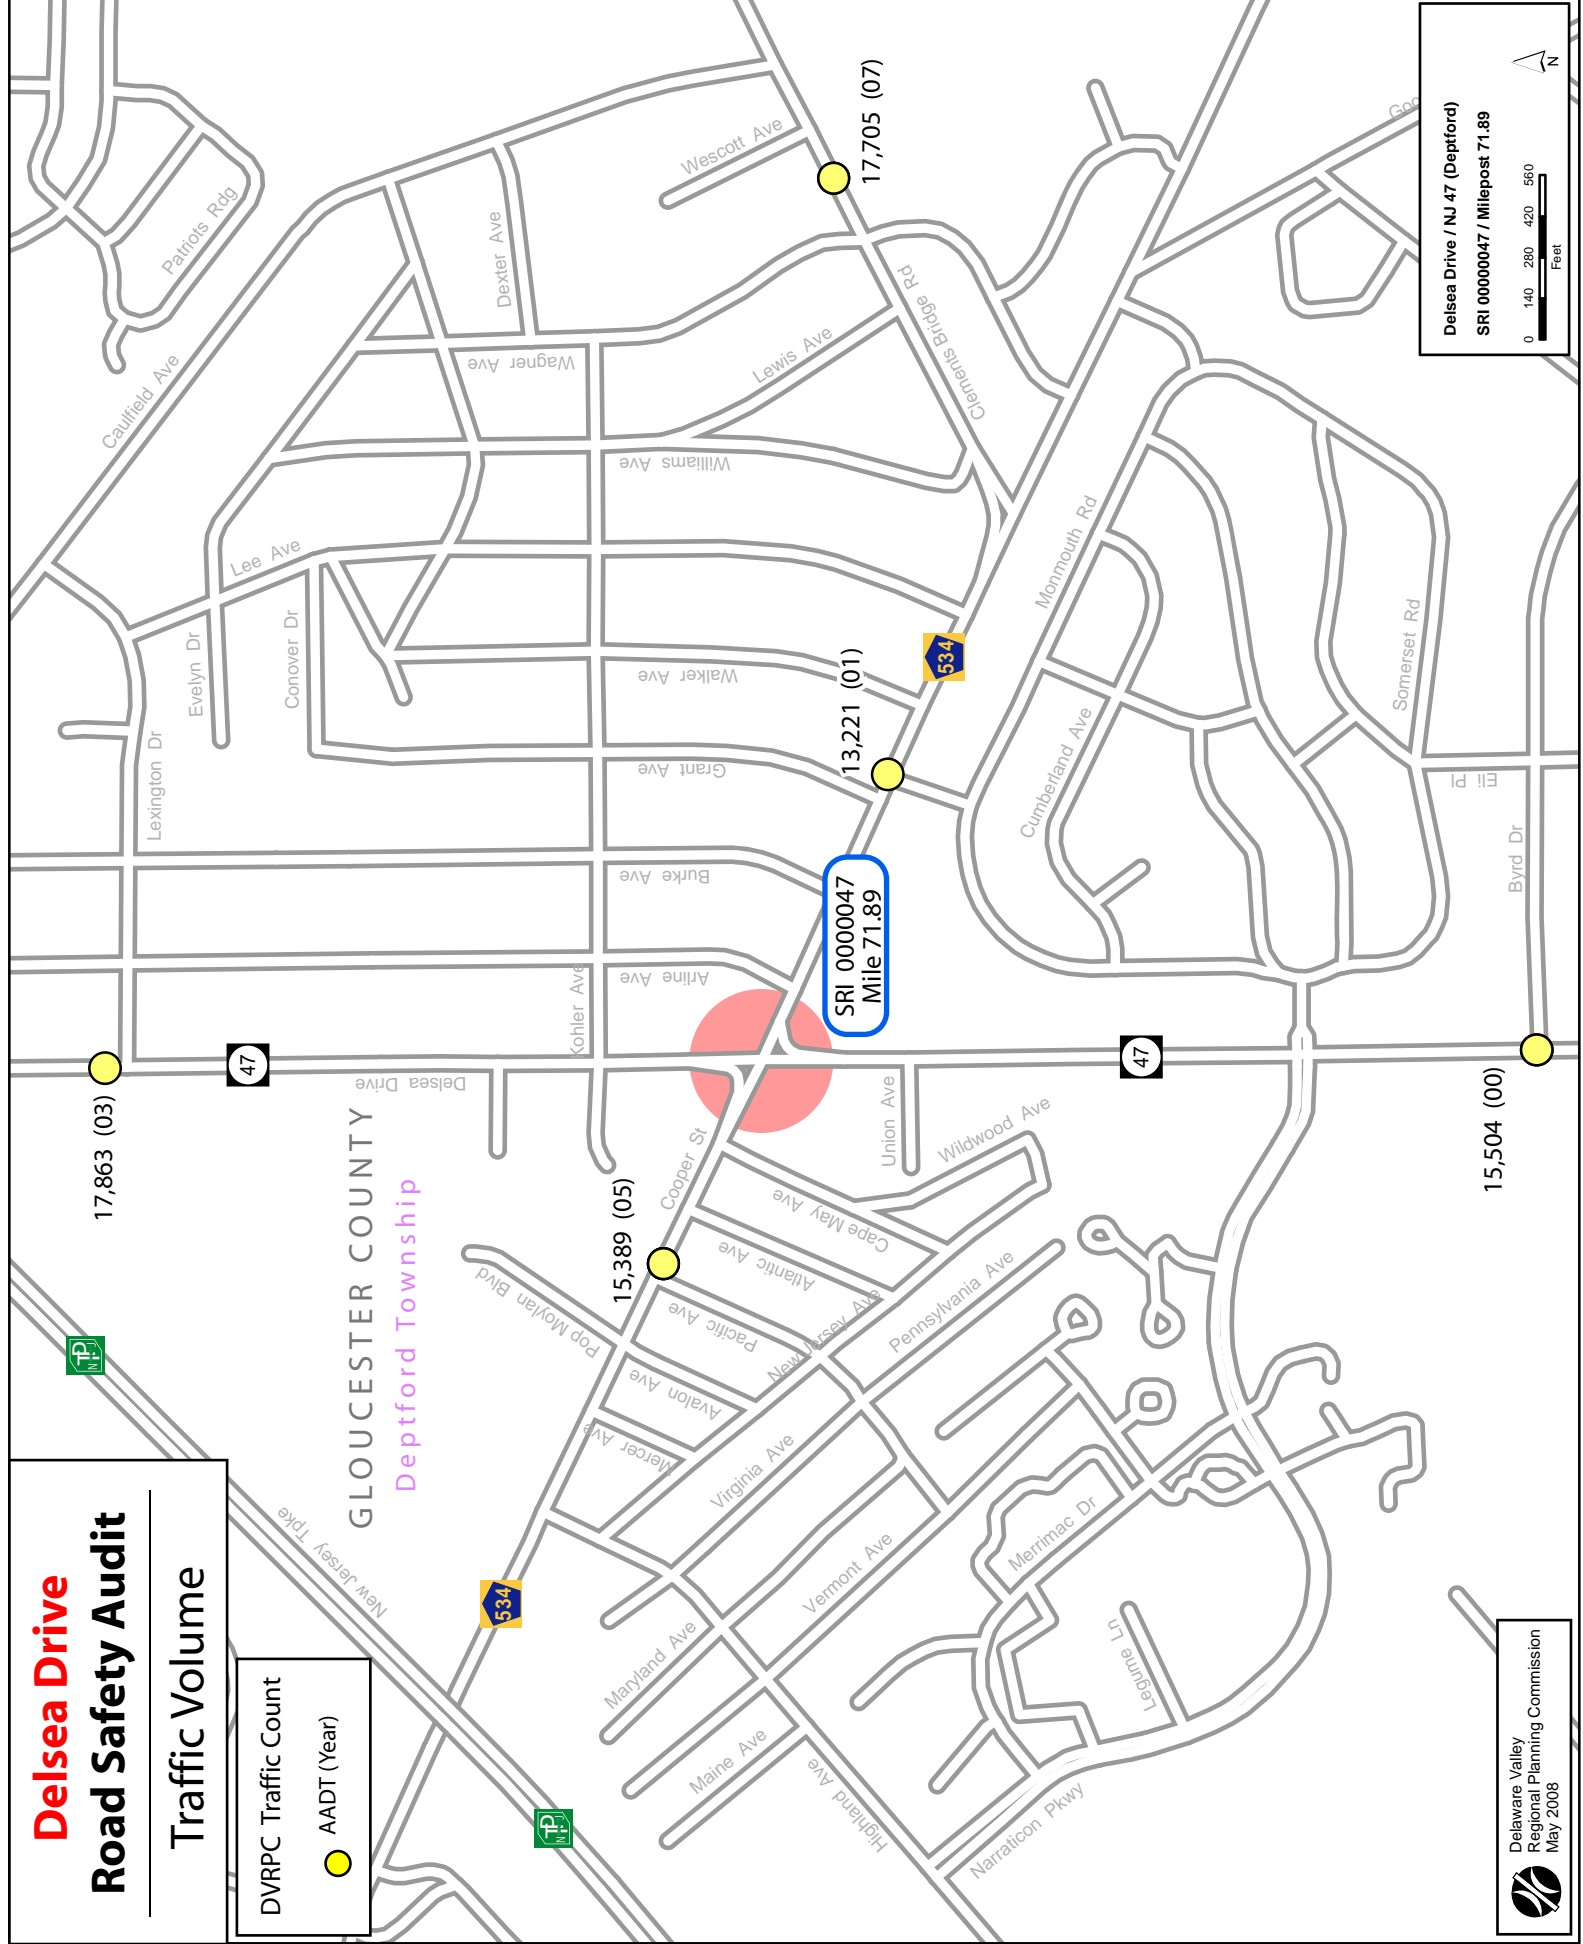 Delsea Drive
Road Safety Audit
Traffic Volume
DVRPC Traffic Count
AADT (Year)
GLOUCESTER COUNTY
Deptford Township
17,863 (03)
15,389 (05)
13,221 (01)
17,705 (07)
15,504 (00)
SRI 0000047
Mile 71.89
47
47
534
534
New Jersey Tpke
Caulfield Ave
Patriots Rdg
Lexington Dr
Evelyn Dr
Conover Dr
Lee Ave
Dexter Ave
Wagner Ave
Wescott Ave
Lewis Ave
Williams Ave
Clements Bridge Rd
Walker Ave
Grant Ave
Burke Ave
Arline Ave
Kohler Ave
Delsea Drive
Cooper St
Pop Moylan Blvd
Union Ave
Wildwood Ave
Cape May Ave
Atlantic Ave
Pacific Ave
Avalon Ave
Mercer Ave
New Jersey Ave
Pennsylvania Ave
Virginia Ave
Vermont Ave
Maryland Ave
Maine Ave
Highland Ave
Narraticon Pkwy
Merrimac Dr
Legume Ln
Monmouth Rd
Cumberland Ave
Somerset Rd
Eli Pl
Byrd Dr
Delsea Drive / NJ 47 (Deptford)
SRI 00000047 / Milepost 71.89
0 140 280 420 560
Feet
N
Delaware Valley
Regional Planning Commission
May 2008